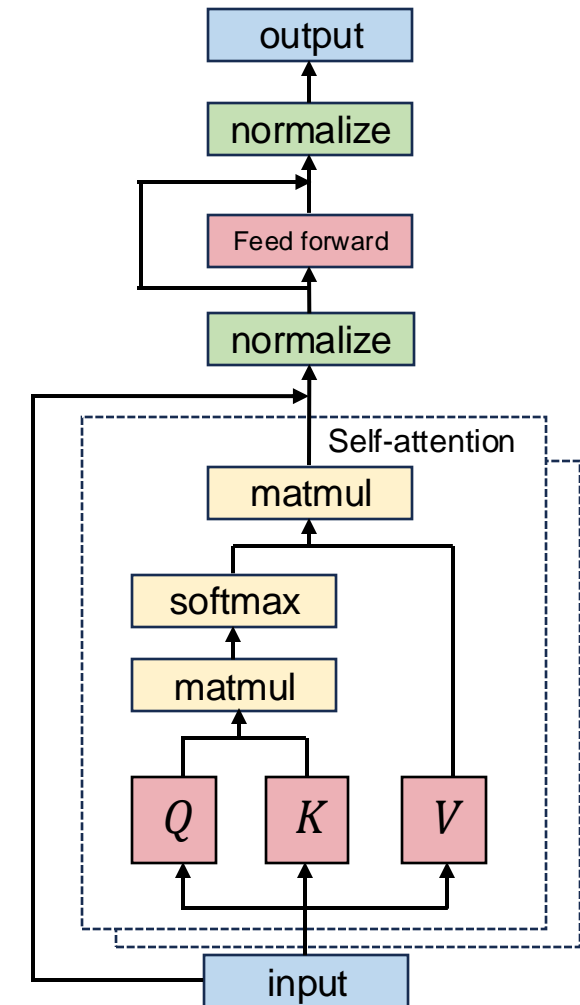 output
normalize
Feed forward
normalize
Self-attention
matmul
softmax
matmul
Q K V
input